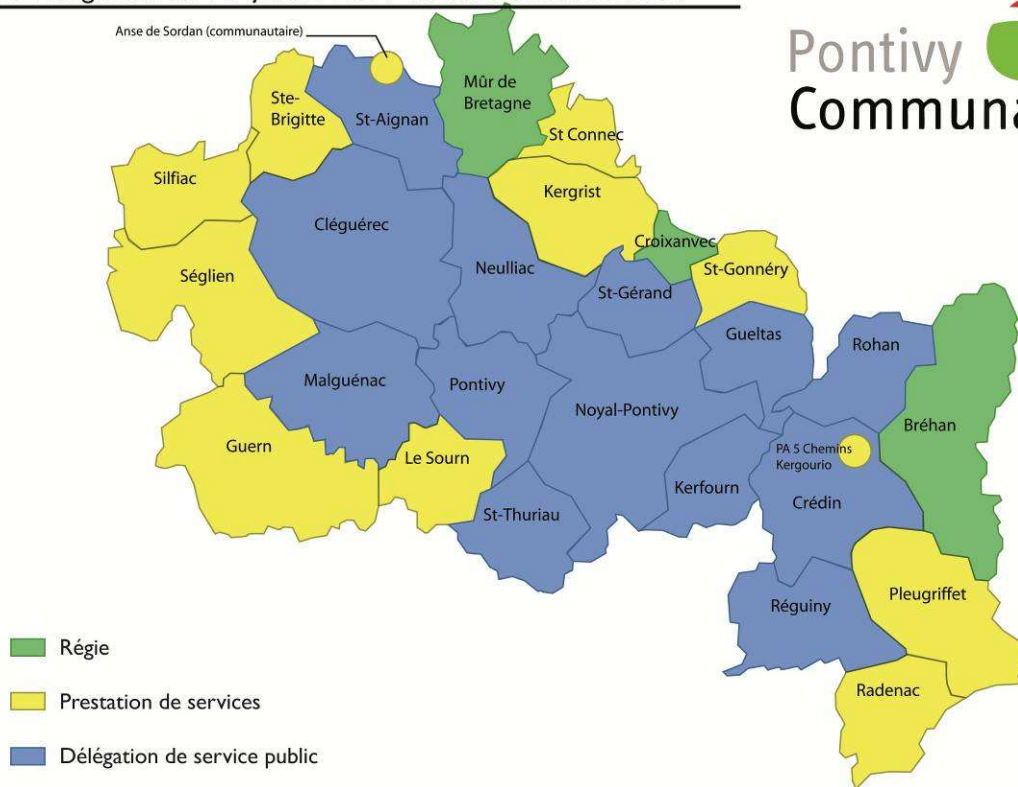 Anse de Sordan (communautaire)
Pontivy
Mûr de
Bretagne
Ste-
Brigitte
St-Aignan
St Connec
Silfiac
Kergrist
Cléguérec
Croixanvec
Neulliac
St-Gonnéry
Séglien
St-Gérand
Gueltas
Rohan
Malguénac
Pontivy
Noyal-Pontivy
Bréhan
Guern
Le Sourn
PA 5 Chemins
Kergourio
Kerfourn
Crédin
St-Thuriau
Réguiny
Pleugriffet
Radenac
Régie
Prestation de services
Délégation de service public